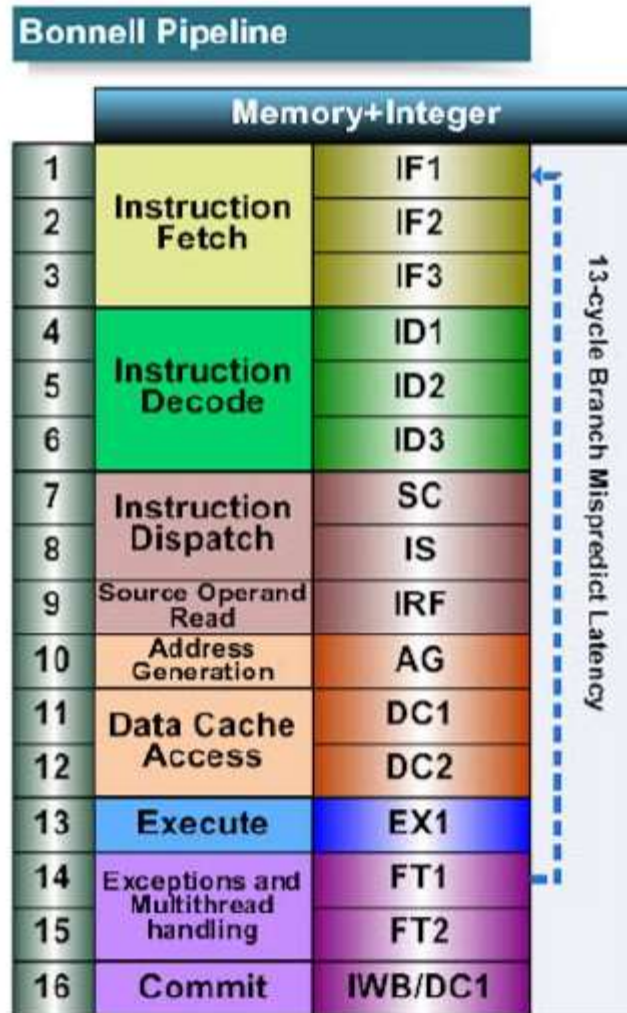 Bonnell Pipeline
Memory+Integer
1
Instruction
Fetch
IF1
2
IF2
3
IF3
4
Instruction
Decode
ID1
5
ID2
6
ID3
7
Instruction
Dispatch
SC
8
IS
9
Source Operand
Read
IRF
10
Address
Generation
AG
11
Data Cache
Access
DC1
12
DC2
13
Execute
EX1
14
Exceptions and
Multithread
handling
FT1
15
FT2
16
Commit
IWB/DC1
13-cycle Branch Mispredict Latency